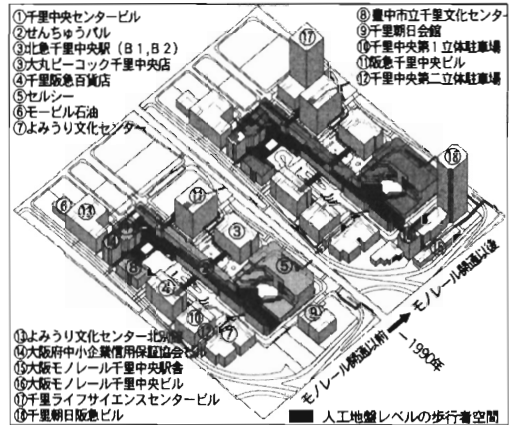 ①千里中央センタービル
②せんちゅうパル
③北急千里中央駅（B1,B2）
③大丸ピーコック千里中央店
④千里阪急百貨店
⑤セルシー
⑥モービル石油
⑦よみうり文化センター
⑧豊中市立千里文化センター
⑨千里朝日会館
⑩千里中央第1立体駐車場
⑪阪急千里中央ビル
⑫千里中央第二立体駐車場
⑰
⑱
⑪
⑥
⑬
③
⑤
④
⑩
⑫
⑦
⑨
モノレール開通以後
モノレール開通以前
―1990年
⑬よみうり文化センター北別館
⑭大阪府中小企業信用保証協会ビル
⑮大阪モノレール千里中央駅舎
⑯大阪モノレール千里中央ビル
⑰千里ライフサイエンスセンタービル
⑱千里朝日阪急ビル
人工地盤レベルの歩行者空間